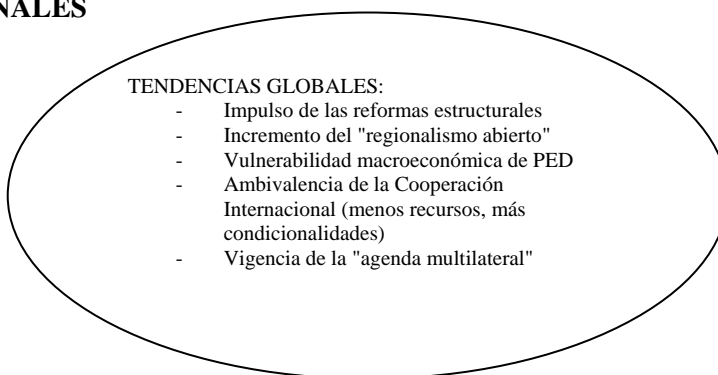 NALES
TENDENCIAS GLOBALES:
- Impulso de las reformas estructurales
- Incremento del "regionalismo abierto"
- Vulnerabilidad macroeconómica de PED
- Ambivalencia de la Cooperación
Internacional (menos recursos, más
condicionalidades)
- Vigencia de la "agenda multilateral"